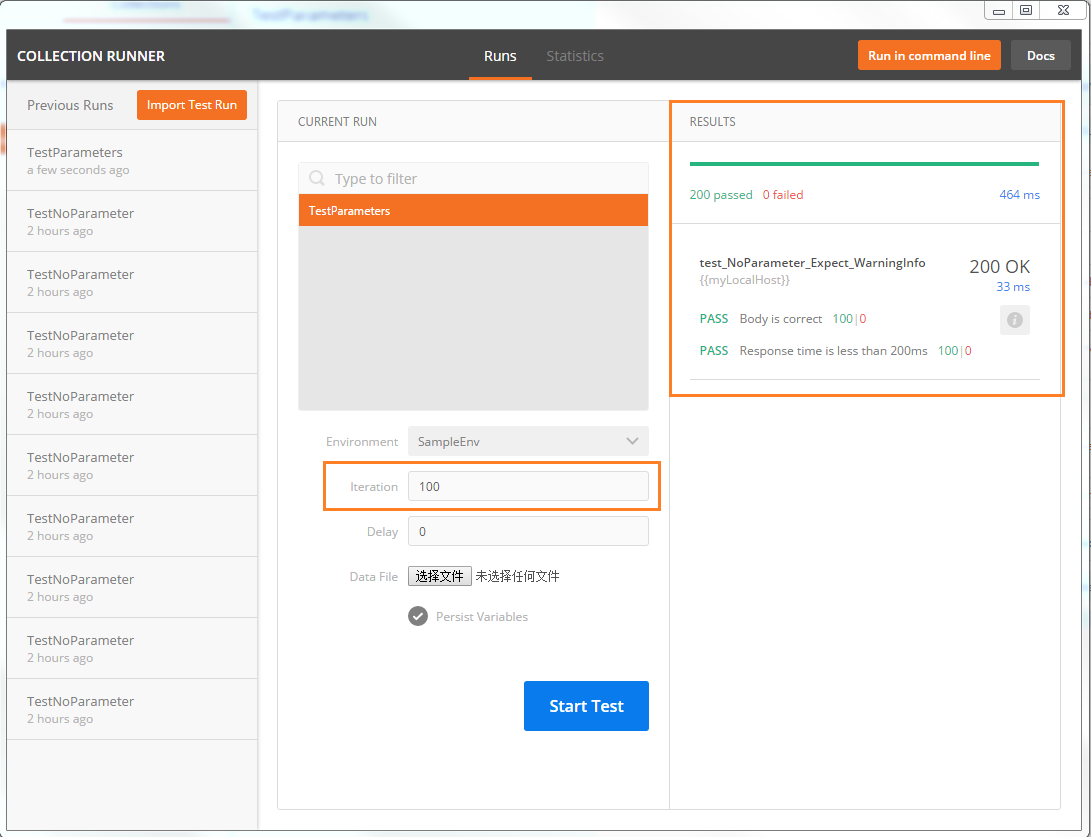 COLLECTION RUNNER
Runs
Statistics
Run in command line
Docs
Previous Runs
Import Test Run
TestParameters
a few seconds ago
TestNoParameter
2 hours ago
TestNoParameter
2 hours ago
TestNoParameter
2 hours ago
TestNoParameter
2 hours ago
TestNoParameter
2 hours ago
TestNoParameter
2 hours ago
TestNoParameter
2 hours ago
TestNoParameter
2 hours ago
TestNoParameter
2 hours ago
CURRENT RUN
Type to filter
TestParameters
Environment SampleEnv
Iteration 100
Delay 0
Data File 选择文件 未选择任何文件
Persist Variables
Start Test
RESULTS
200 passed 0 failed 464 ms
test_NoParameter_Expect_WarningInfo 200 OK
{{myLocalHost}} 33 ms
PASS Body is correct 100|0
PASS Response time is less than 200ms 100|0